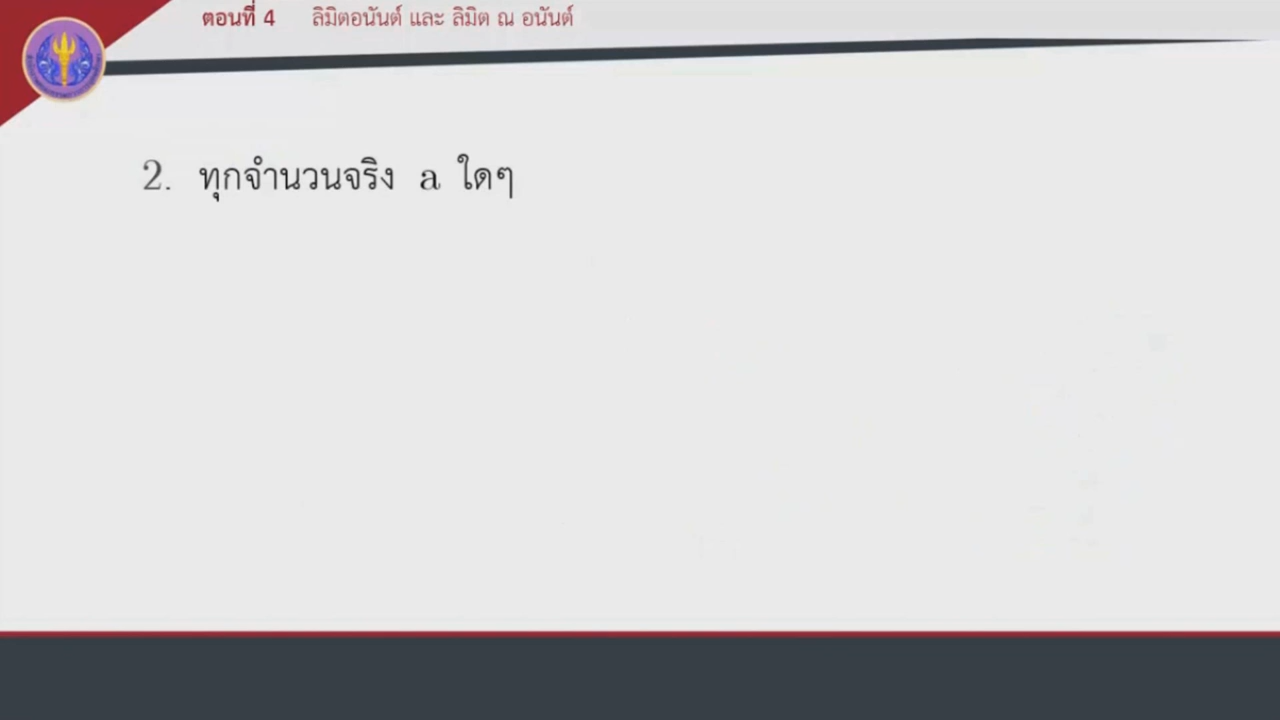 ตอนที่ 4 ลิมิตอนันต์ และ ลิมิต ณ อนันต์
2. ทุกจำนวนจริง a ใดๆ